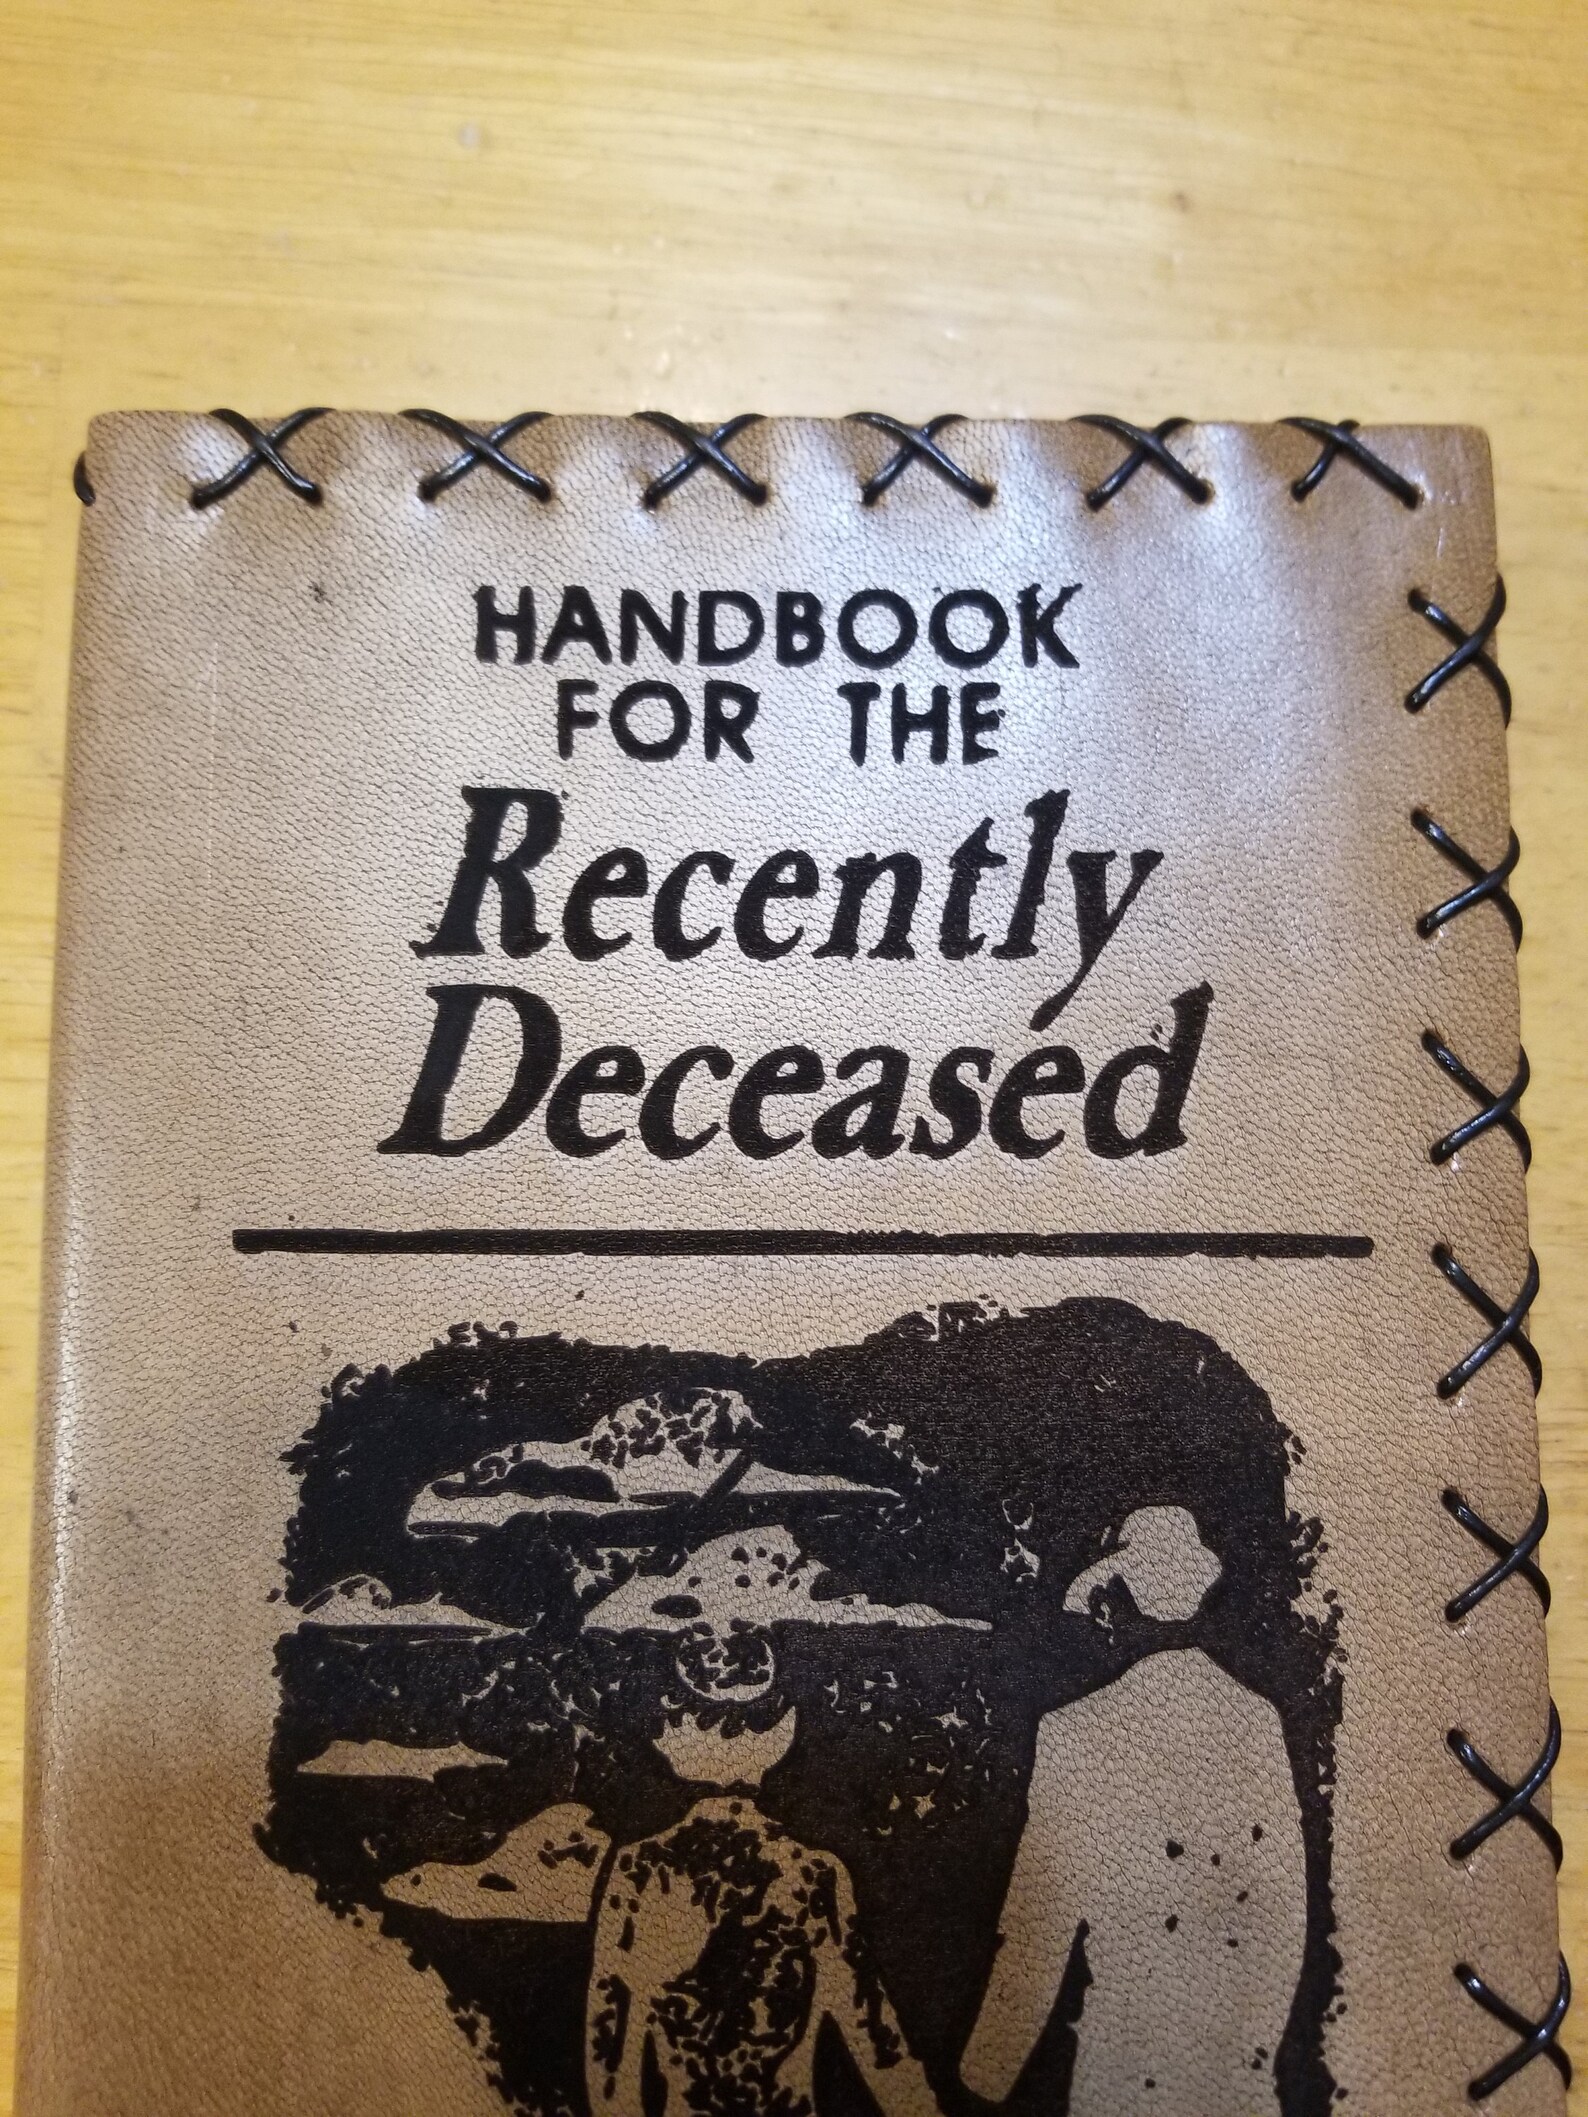 HANDBOOK
FOR THE
Recently
Deceased